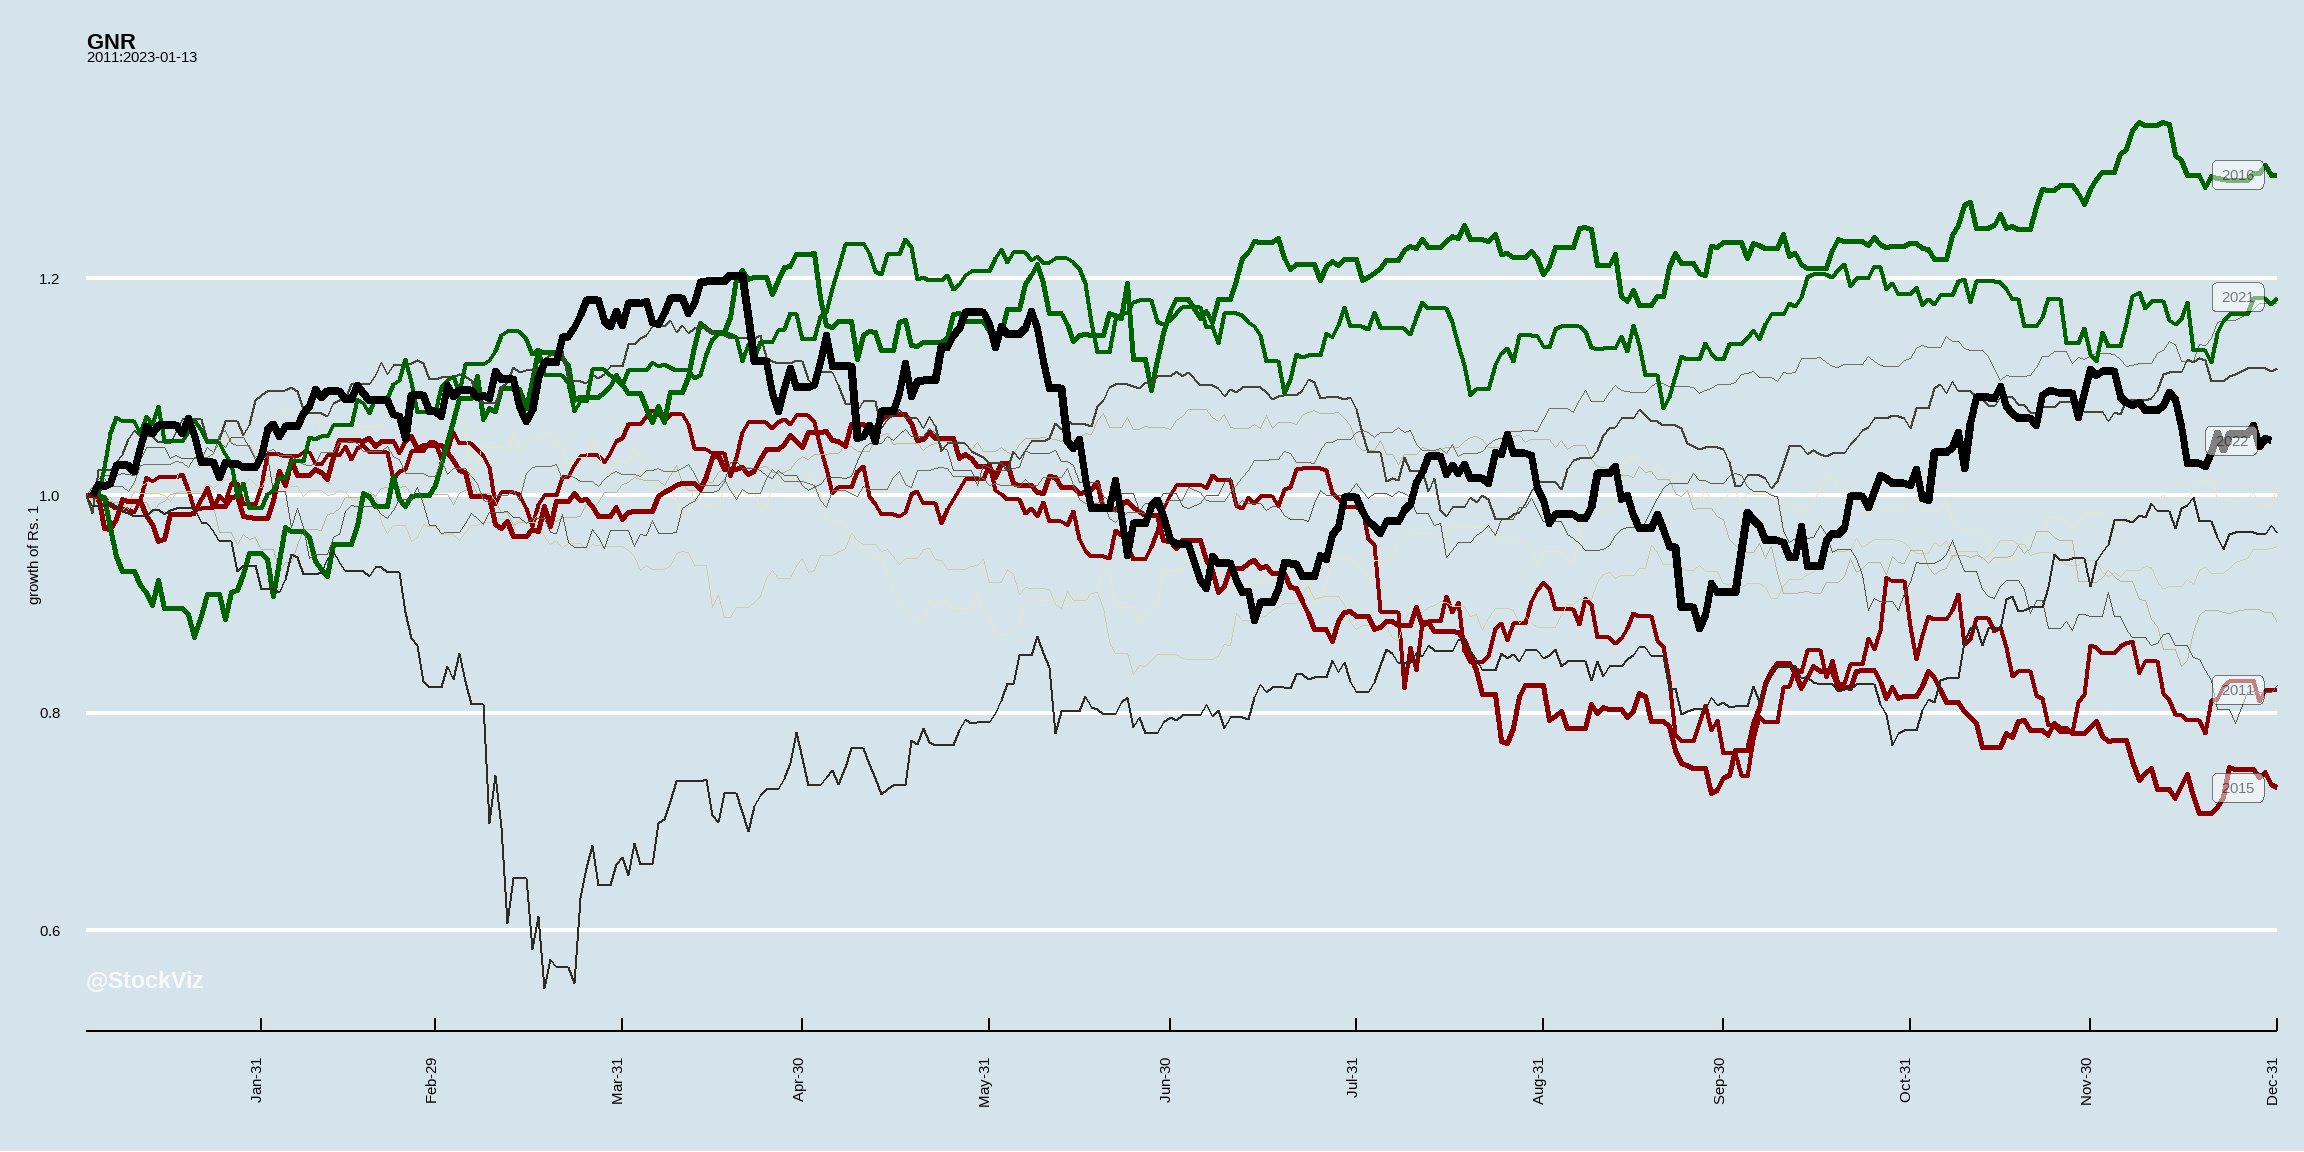 GNR
2011:2023-01-13
2016
1.2
2021
2022
1.0
growth of Rs. 1
2011
0.8
2015
0.6
@StockViz
Jan-31
Feb-29
Mar-31
Apr-30
May-31
Jun-30
Jul-31
Aug-31
Sep-30
Oct-31
Nov-30
Dec-31